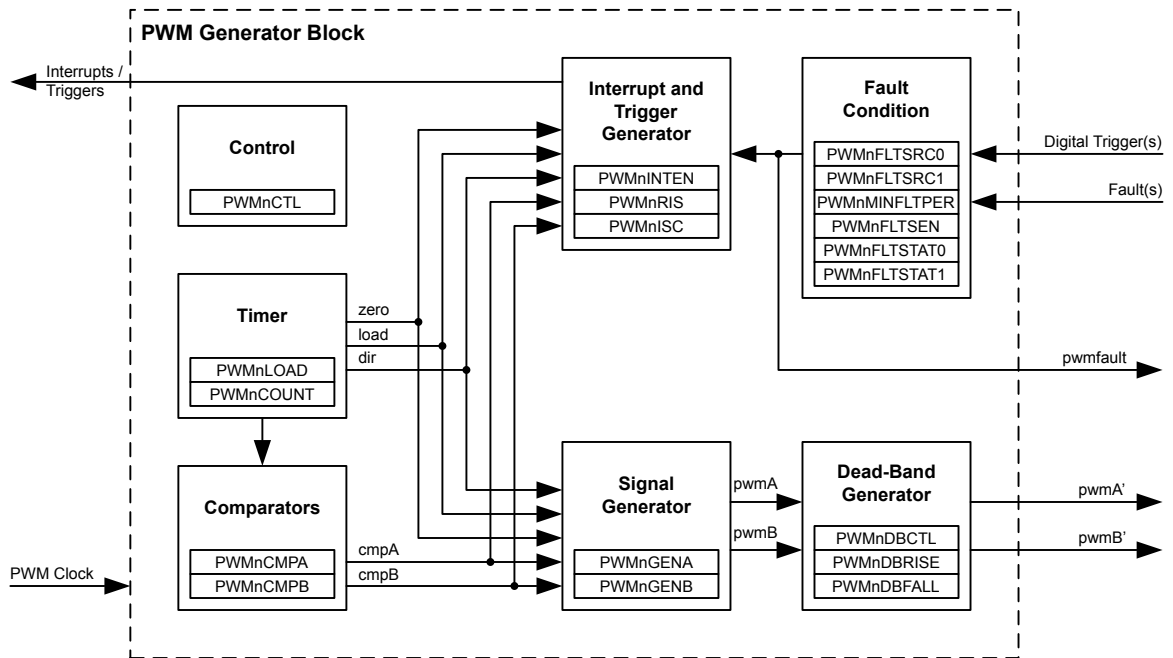 PWM Generator Block
Interrupts /
Triggers
Control
PWMnCTL
Interrupt and
Trigger
Generator
PWMnINTEN
PWMnRIS
PWMnISC
Fault
Condition
PWMnFLTSRC0
PWMnFLTSRC1
PWMnMINFLTPER
PWMnFLTSEN
PWMnFLTSTAT0
PWMnFLTSTAT1
Digital Trigger(s)
Fault(s)
Timer
PWMnLOAD
PWMnCOUNT
zero
load
dir
pwmfault
Comparators
PWMnCMPA
PWMnCMPB
cmpA
cmpB
PWM Clock
Signal
Generator
PWMnGENA
PWMnGENB
pwmA
pwmB
Dead-Band
Generator
PWMnDBCTL
PWMnDBRISE
PWMnDBFALL
pwmA’
pwmB’